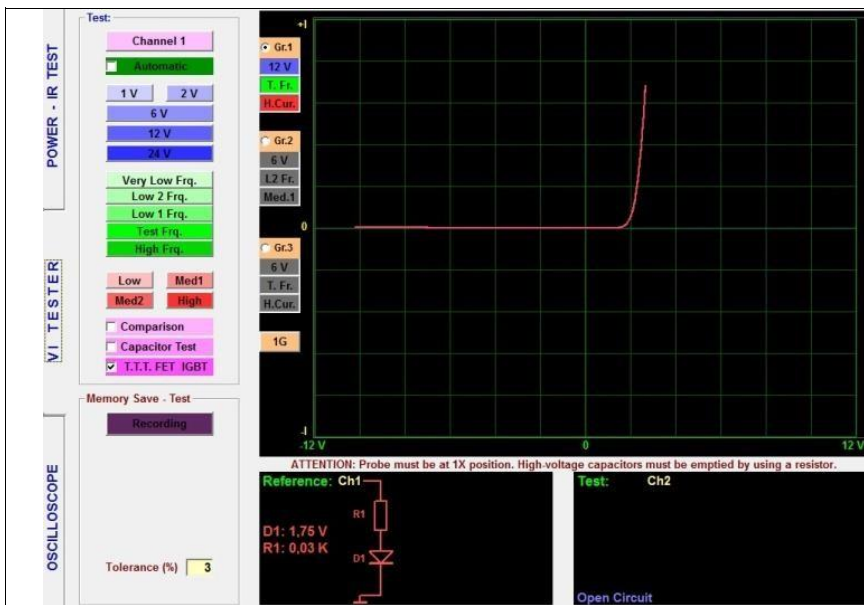 POWER - IR TEST
VI TESTER
OSCILLOSCOPE
Test:
Channel 1
Automatic
1 V
2 V
6 V
12 V
24 V
Very Low Frq.
Low 2 Frq.
Low 1 Frq.
Test Frq.
High Frq.
Low
Med1
Med2
High
Comparison
Capacitor Test
T.T.T. FET IGBT
Memory Save - Test
Recording
Tolerance (%) 3
Gr.1
12 V
T. Fr.
H.Cur.
Gr.2
6 V
L2 Fr.
Med.1
Gr.3
6 V
T. Fr.
H.Cur.
1G
+I
0
-I
-12 V
0
12 V
ATTENTION: Probe must be at 1X position. High-voltage capacitors must be emptied by using a resistor.
Reference: Ch1
R1
D1: 1,75 V
R1: 0,03 K
D1
Test: Ch2
Open Circuit